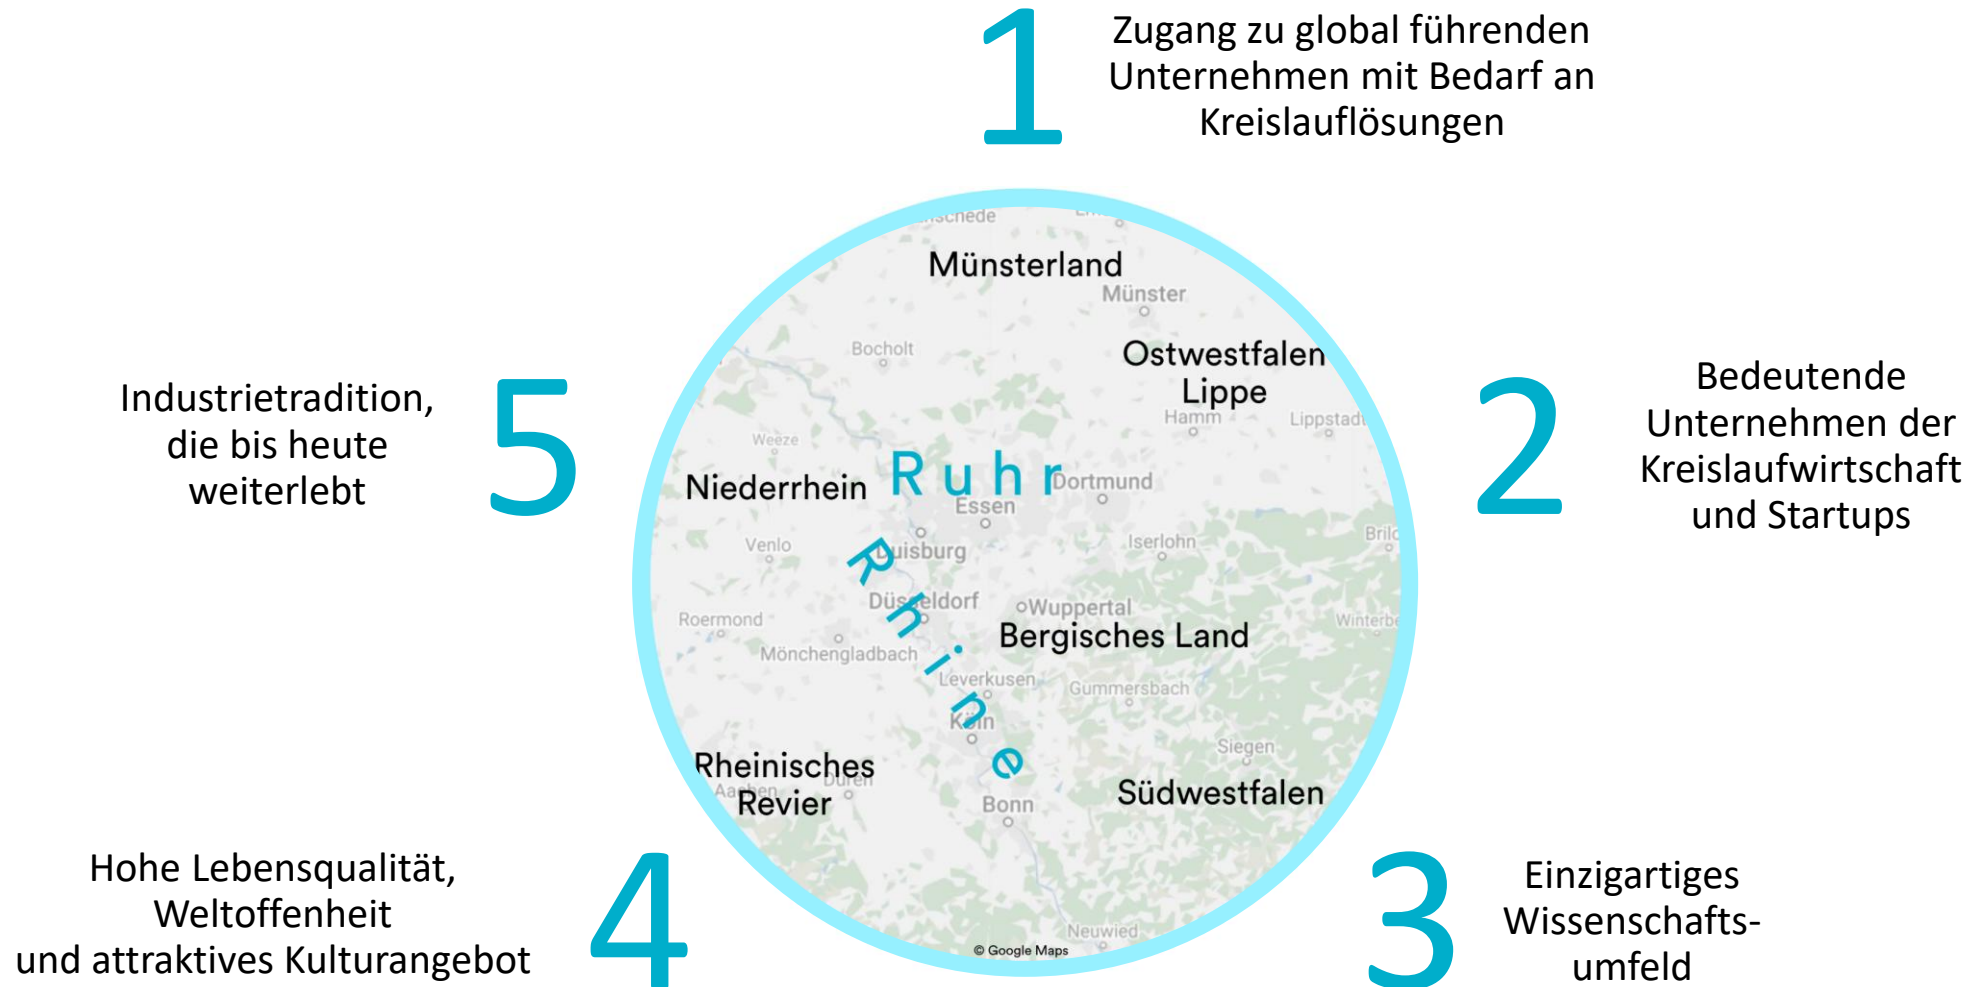 1
Zugang zu global führenden
Unternehmen mit Bedarf an
Kreislauflösungen
2
Bedeutende
Unternehmen der
Kreislaufwirtschaft
und Startups
3
Einzigartiges
Wissenschafts-
umfeld
4
Hohe Lebensqualität,
Weltoffenheit
und attraktives Kulturangebot
5
Industrietradition,
die bis heute
weiterlebt
Münsterland
Münster
Bocholt
Ostwestfalen
Lippe
Hamm
Lippstadt
Weeze
Niederrhein
Ruhr
Dortmund
Essen
Venlo
Duisburg
Iserlohn
Rhine
Düsseldorf
Wuppertal
Roermond
Bergisches Land
Mönchengladbach
Leverkusen
Gummersbach
Köln
Siegen
Rheinisches
Revier
Aachen
Düren
Südwestfalen
Bonn
Neuwied
© Google Maps